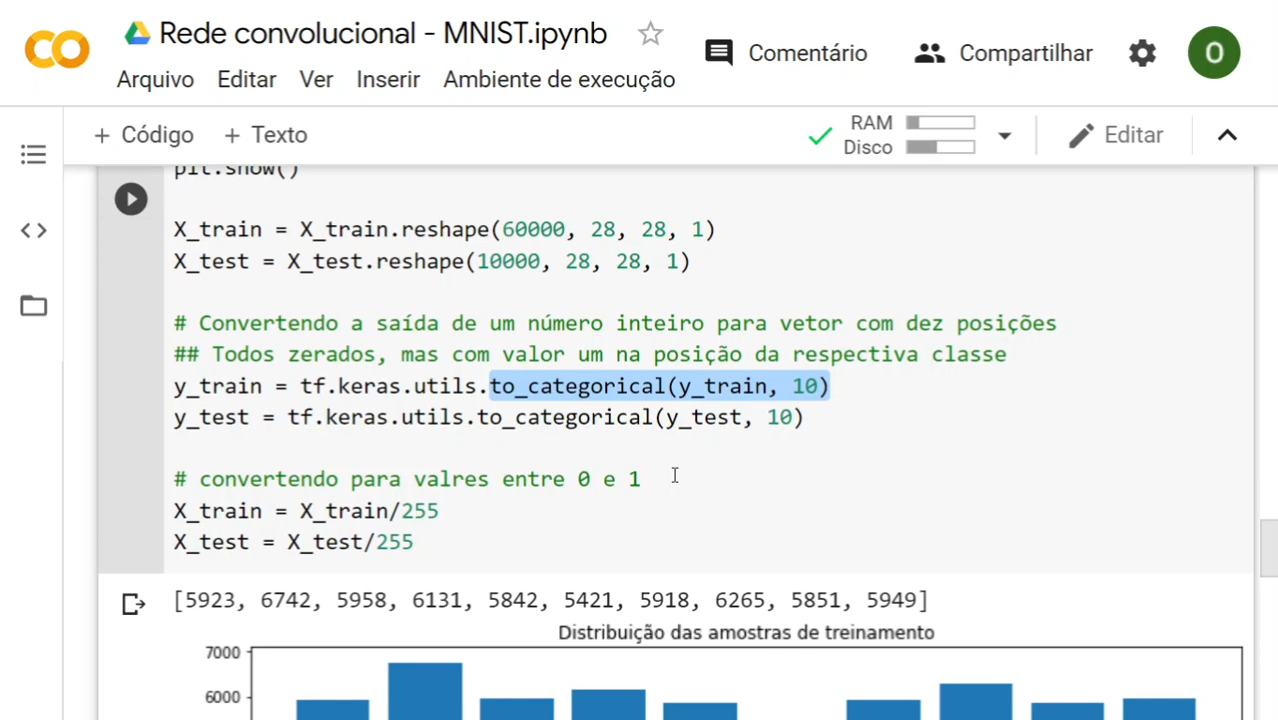 Rede convolucional - MNIST.ipynb
Comentário
Compartilhar
O
Arquivo Editar Ver Inserir Ambiente de execução
+ Código + Texto
RAM
Disco
Editar
plt.show()
X_train = X_train.reshape(60000, 28, 28, 1)
X_test = X_test.reshape(10000, 28, 28, 1)
# Convertendo a saída de um número inteiro para vetor com dez posições
## Todos zerados, mas com valor um na posição da respectiva classe
y_train = tf.keras.utils.to_categorical(y_train, 10)
y_test = tf.keras.utils.to_categorical(y_test, 10)
# convertendo para valres entre 0 e 1
X_train = X_train/255
X_test = X_test/255
[5923, 6742, 5958, 6131, 5842, 5421, 5918, 6265, 5851, 5949]
Distribuição das amostras de treinamento
7000
6000